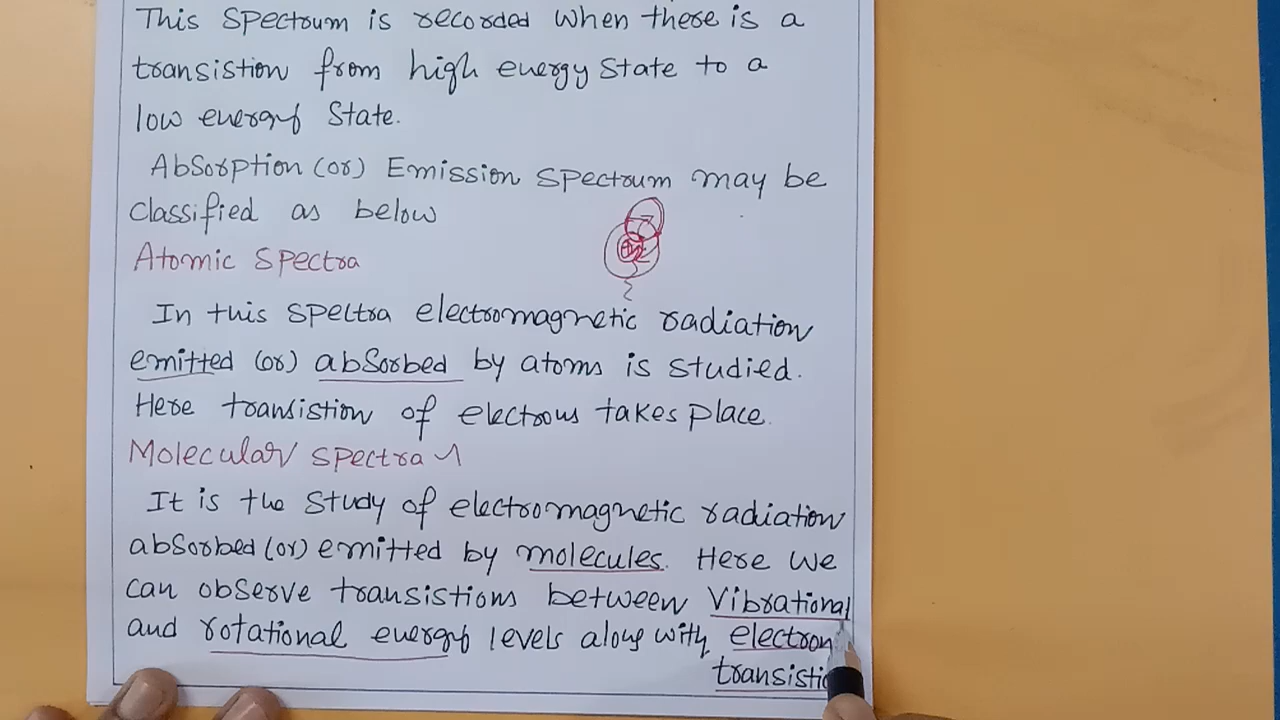 This Spectrum is recorded when there is a
transistion from high energy State to a
low energy State.
Absorption (or) Emission spectrum may be
classified as below
Atomic spectra
In this spectra electromagnetic radiation
emitted (or) absorbed by atoms is studied.
Here transistion of electrons takes place.
Molecular spectra
It is the study of electromagnetic radiation
absorbed (or) emitted by molecules. Here we
can observe transistions between Vibrational
and rotational energy levels along with electron